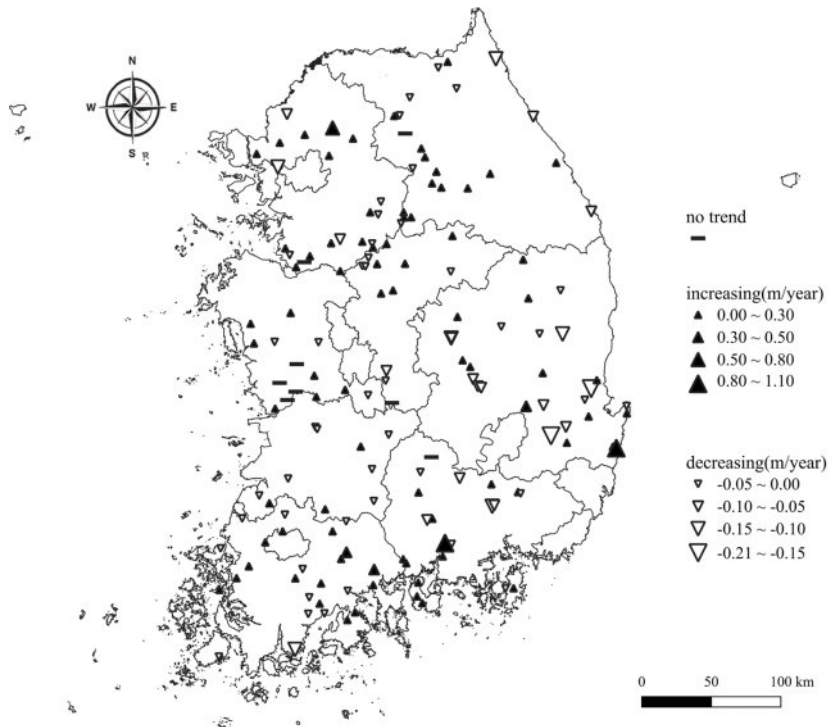 N
W E
S
no trend
increasing(m/year)
0.00 ~ 0.30
0.30 ~ 0.50
0.50 ~ 0.80
0.80 ~ 1.10
decreasing(m/year)
-0.05 ~ 0.00
-0.10 ~ -0.05
-0.15 ~ -0.10
-0.21 ~ -0.15
0 50 100 km